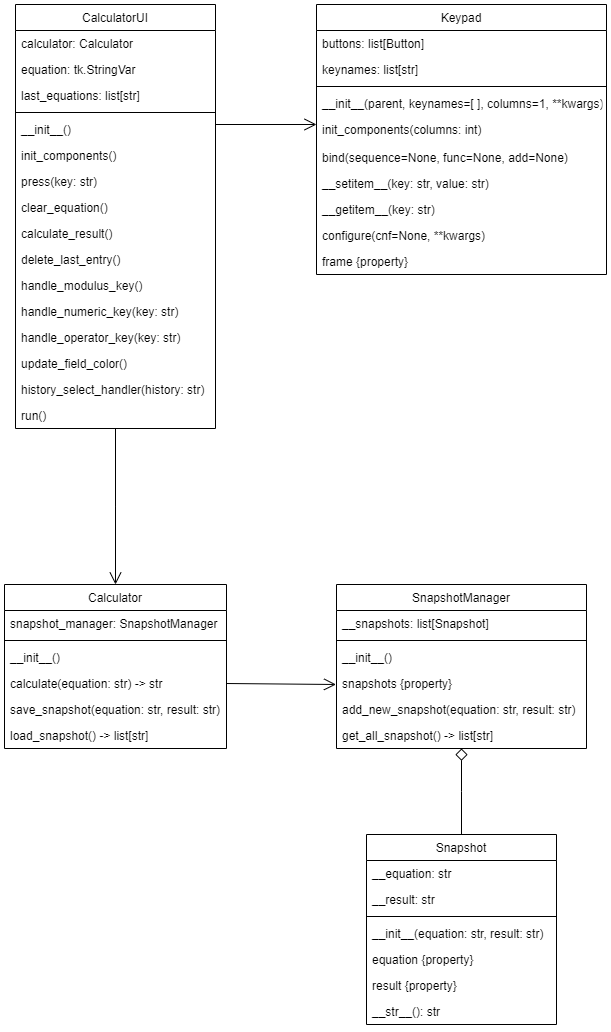 CalculatorUI
calculator: Calculator
equation: tk.StringVar
last_equations: list[str]
__init__()
init_components()
press(key: str)
clear_equation()
calculate_result()
delete_last_entry()
handle_modulus_key()
handle_numeric_key(key: str)
handle_operator_key(key: str)
update_field_color()
history_select_handler(history: str)
run()
Keypad
buttons: list[Button]
keynames: list[str]
__init__(parent, keynames=[ ], columns=1, **kwargs)
init_components(columns: int)
bind(sequence=None, func=None, add=None)
__setitem__(key: str, value: str)
__getitem__(key: str)
configure(cnf=None, **kwargs)
frame {property}
Calculator
snapshot_manager: SnapshotManager
__init__()
calculate(equation: str) -> str
save_snapshot(equation: str, result: str)
load_snapshot() -> list[str]
SnapshotManager
__snapshots: list[Snapshot]
__init__()
snapshots {property}
add_new_snapshot(equation: str, result: str)
get_all_snapshot() -> list[str]
Snapshot
__equation: str
__result: str
__init__(equation: str, result: str)
equation {property}
result {property}
__str__(): str